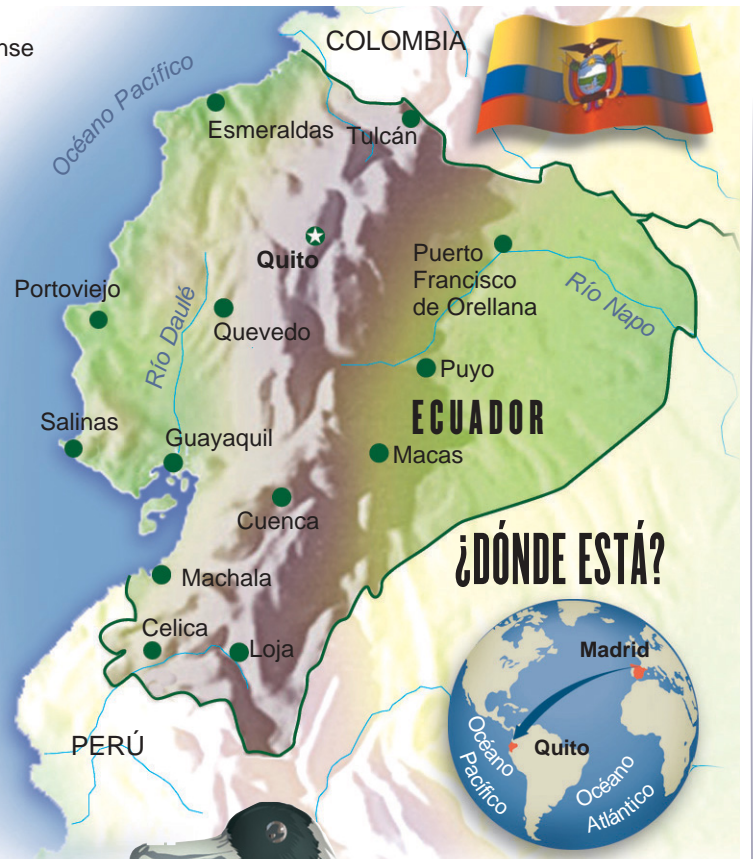 nse
COLOMBIA
Océano Pacífico
Esmeraldas
Tulcán
Quito
Puerto
Francisco
de Orellana
Río Napo
Portoviejo
Río Daulé
Quevedo
Puyo
ECUADOR
Salinas
Guayaquil
Macas
Cuenca
¿DÓNDE ESTÁ?
Machala
Celica
Loja
PERÚ
Madrid
Quito
Océano
Pacífico
Océano
Atlántico